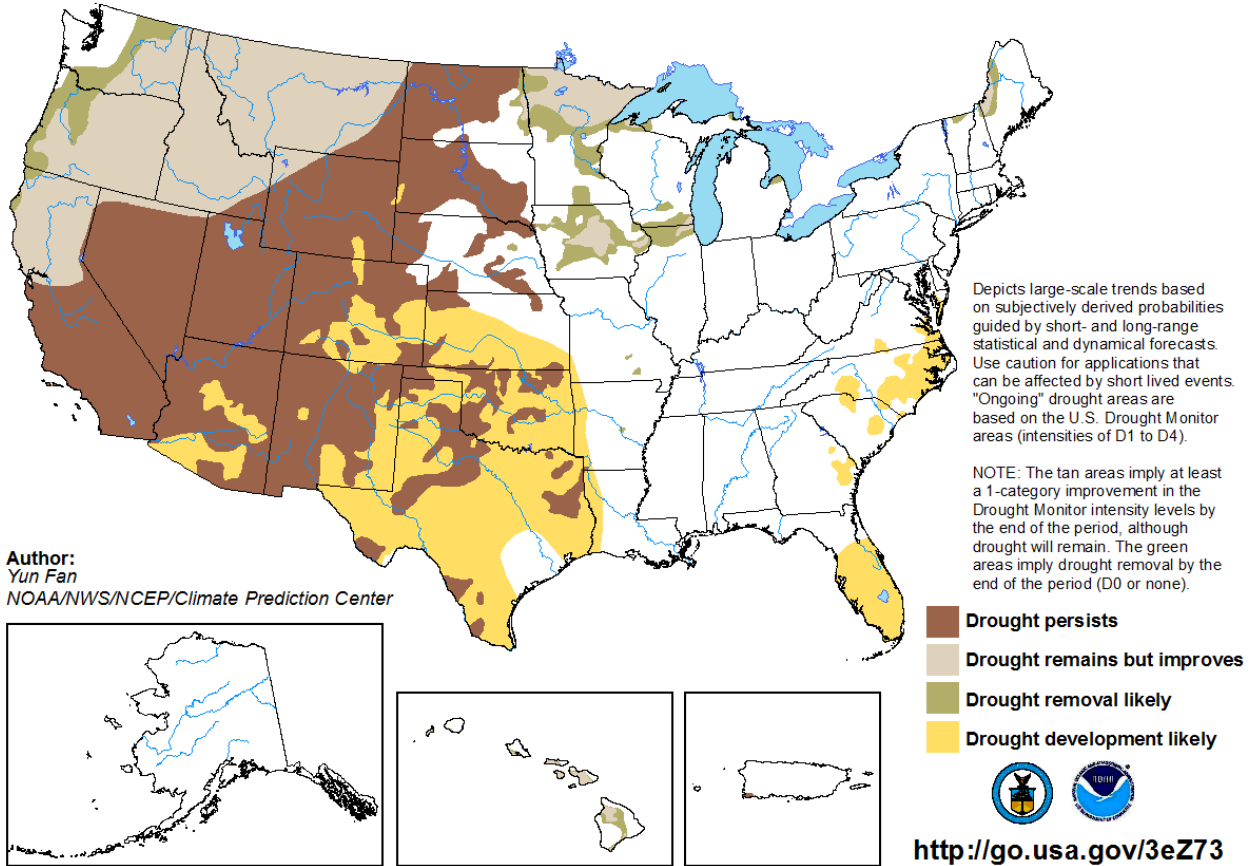 Depicts large-scale trends based
on subjectively derived probabilities
guided by short- and long-range
statistical and dynamical forecasts.
Use caution for applications that
can be affected by short lived events.
"Ongoing" drought areas are
based on the U.S. Drought Monitor
areas (intensities of D1 to D4).
NOTE: The tan areas imply at least
a 1-category improvement in the
Drought Monitor intensity levels by
the end of the period, although
drought will remain. The green
areas imply drought removal by the
end of the period (D0 or none).
Author:
Yun Fan
NOAA/NWS/NCEP/Climate Prediction Center
Drought persists
Drought remains but improves
Drought removal likely
Drought development likely
http://go.usa.gov/3eZ73